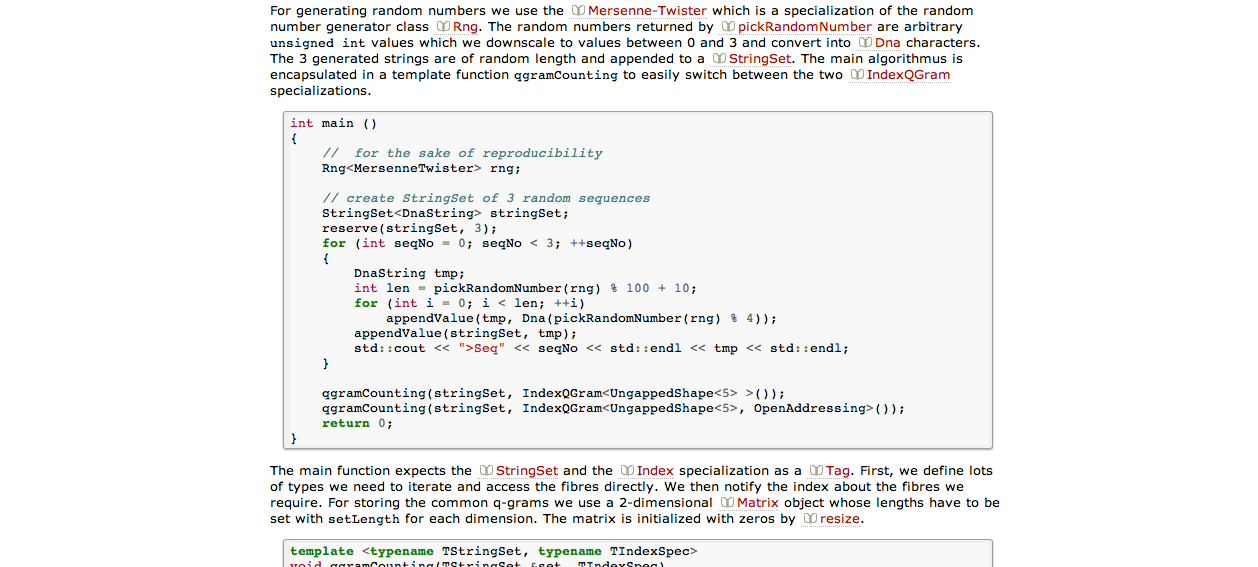 For generating random numbers we use the Mersenne-Twister which is a specialization of the random
number generator class Rng. The random numbers returned by pickRandomNumber are arbitrary
unsigned int values which we downscale to values between 0 and 3 and convert into Dna characters.
The 3 generated strings are of random length and appended to a StringSet. The main algorithmus is
encapsulated in a template function qgramCounting to easily switch between the two IndexQGram
specializations.
int main ()
{
    //  for the sake of reproducibility
    Rng<MersenneTwister> rng;
    // create StringSet of 3 random sequences
    StringSet<DnaString> stringSet;
    reserve(stringSet, 3);
    for (int seqNo = 0; seqNo < 3; ++seqNo)
    {
        DnaString tmp;
        int len = pickRandomNumber(rng) % 100 + 10;
        for (int i = 0; i < len; ++i)
            appendValue(tmp, Dna(pickRandomNumber(rng) % 4));
        appendValue(stringSet, tmp);
        std::cout << ">Seq" << seqNo << std::endl << tmp << std::endl;
    }
    qgramCounting(stringSet, IndexQGram<UngappedShape<5> >());
    qgramCounting(stringSet, IndexQGram<UngappedShape<5>, OpenAddressing>());
    return 0;
}
The main function expects the StringSet and the Index specialization as a Tag. First, we define lots
of types we need to iterate and access the fibres directly. We then notify the index about the fibres we
require. For storing the common q-grams we use a 2-dimensional Matrix object whose lengths have to be
set with setLength for each dimension. The matrix is initialized with zeros by resize.
template <typename TStringSet, typename TIndexSpec>
void qgramCounting(TStringSet &set, TIndexSpec)